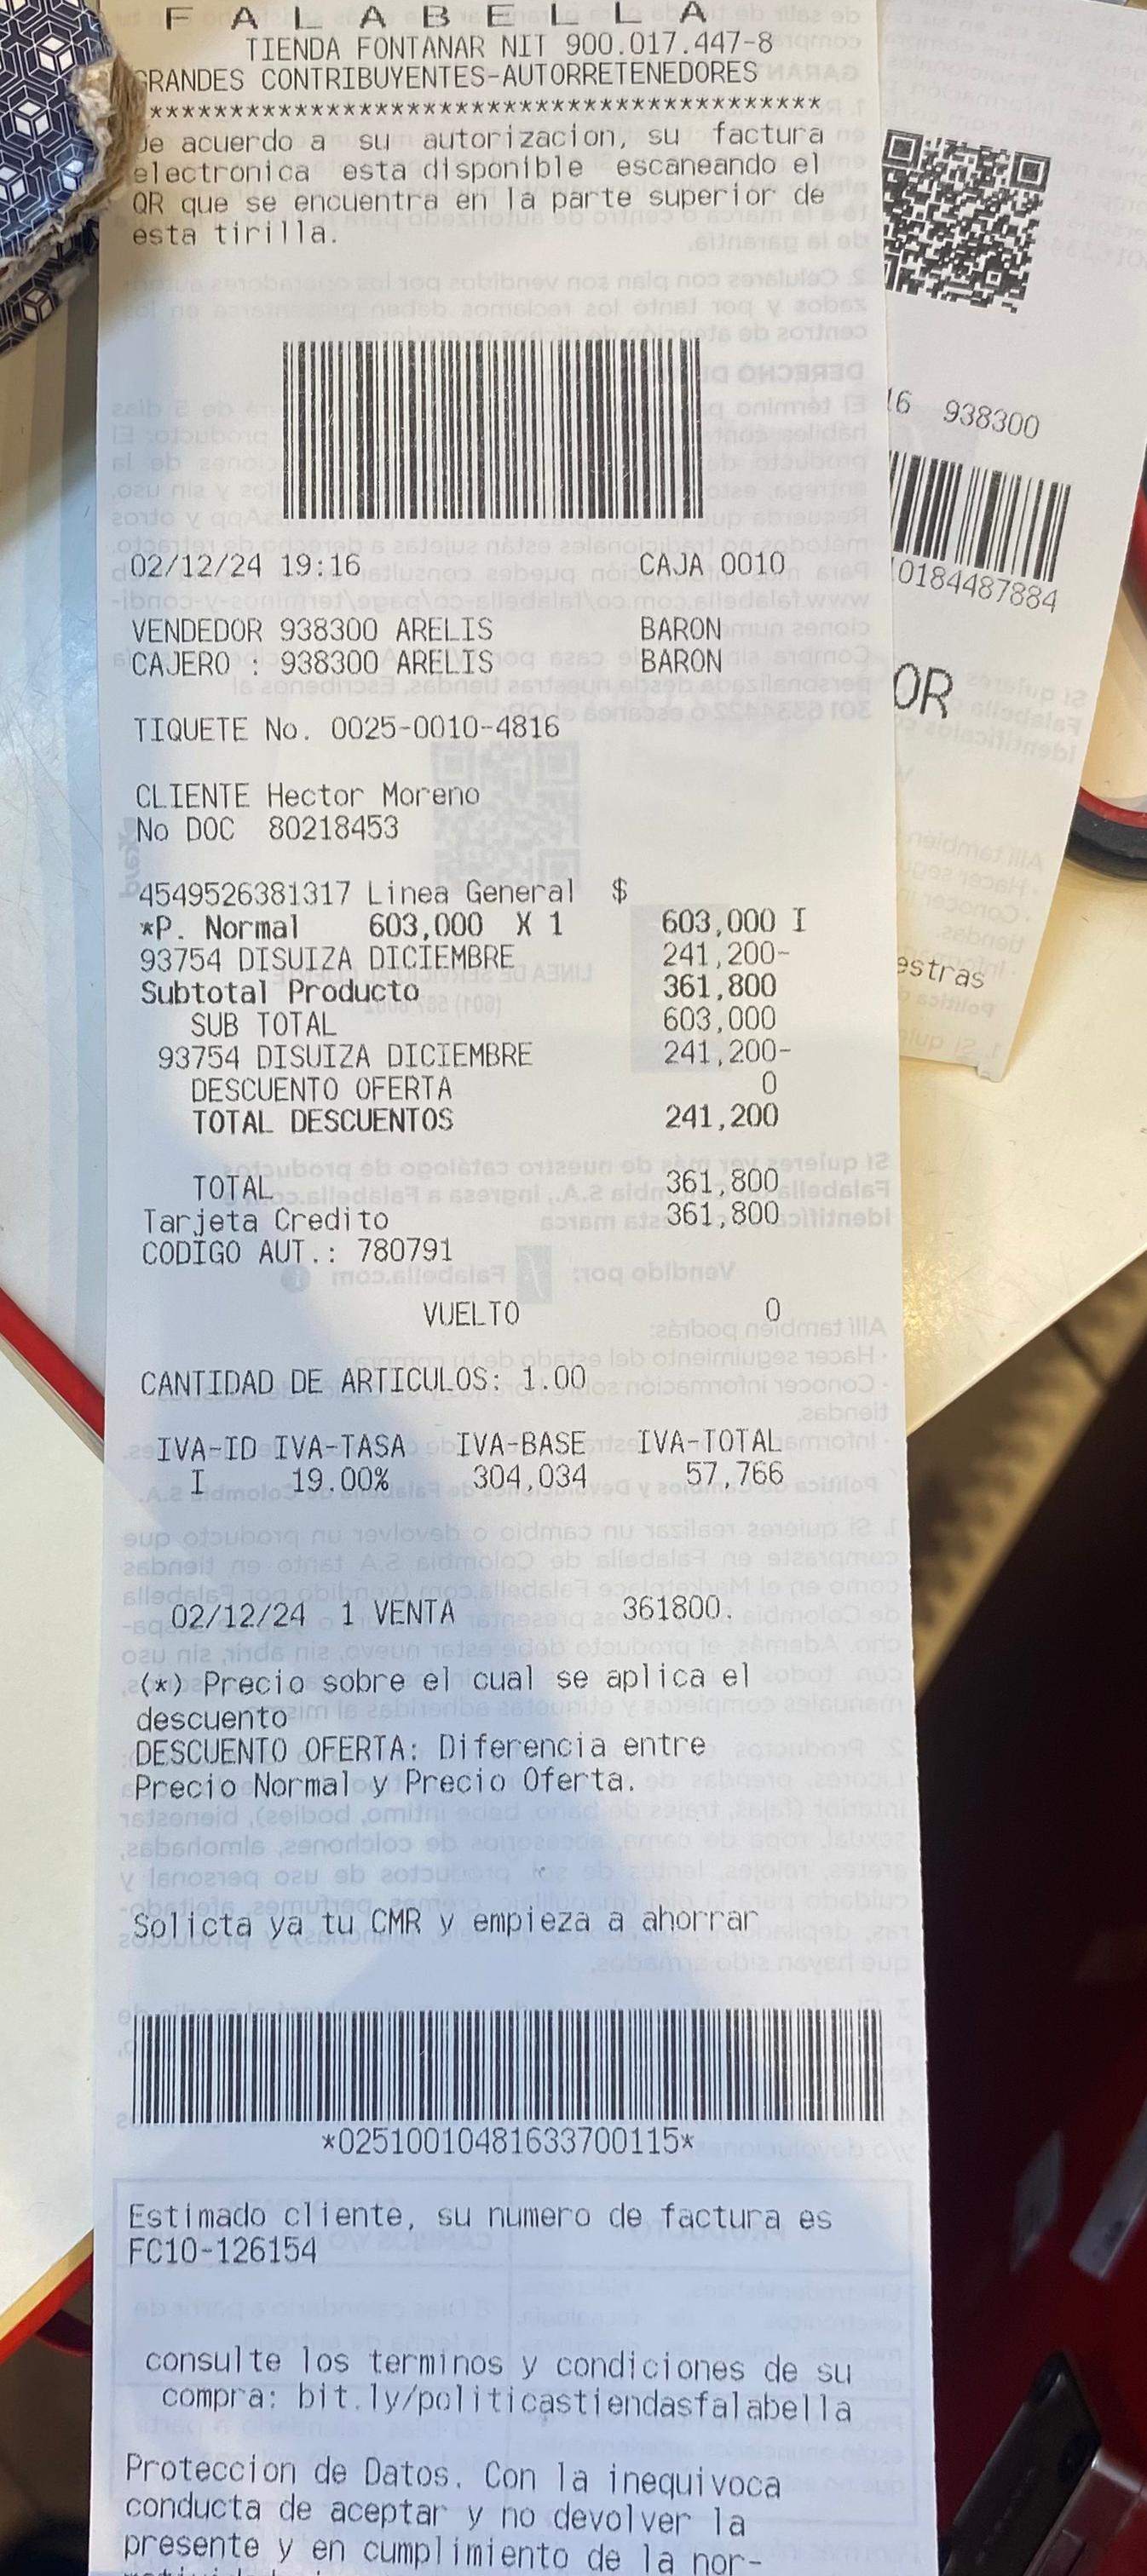 F A L A B E L L A
TIENDA FONTANAR NIT 900.017.447-8
GRANDES CONTRIBUYENTES-AUTORRETENEDORES
*****************************************
De acuerdo a su autorizacion, su factura
electronica esta disponible escaneando el
QR que se encuentra en la parte superior de
esta tirilla.
02/12/24 19:16 CAJA 0010
VENDEDOR 938300 ARELIS BARON
CAJERO : 938300 ARELIS BARON
TIQUETE No. 0025-0010-4816
CLIENTE Hector Moreno
No DOC 80218453
4549526381317 Linea General $
*P. Normal 603,000 X 1 603,000 I
93754 DISUIZA DICIEMBRE 241,200-
Subtotal Producto 361,800
SUB TOTAL 603,000
93754 DISUIZA DICIEMBRE 241,200-
DESCUENTO OFERTA 0
TOTAL DESCUENTOS 241,200
TOTAL 361,800
Tarjeta Credito 361,800
CODIGO AUT.: 780791
VUELTO 0
CANTIDAD DE ARTICULOS: 1.00
IVA-ID IVA-TASA IVA-BASE IVA-TOTAL
I 19.00% 304,034 57,766
02/12/24 1 VENTA 361800.
(*) Precio sobre el cual se aplica el
descuento
DESCUENTO OFERTA: Diferencia entre
Precio Normal y Precio Oferta.
Solicta ya tu CMR y empieza a ahorrar
*02510010481633700115*
Estimado cliente, su numero de factura es
FC10-126154
consulte los terminos y condiciones de su
compra: bit.ly/politicastiendasfalabella
Proteccion de Datos. Con la inequivoca
conducta de aceptar y no devolver la
presente y en cumplimiento de la nor-
16 938300
10184487884
OR
estras